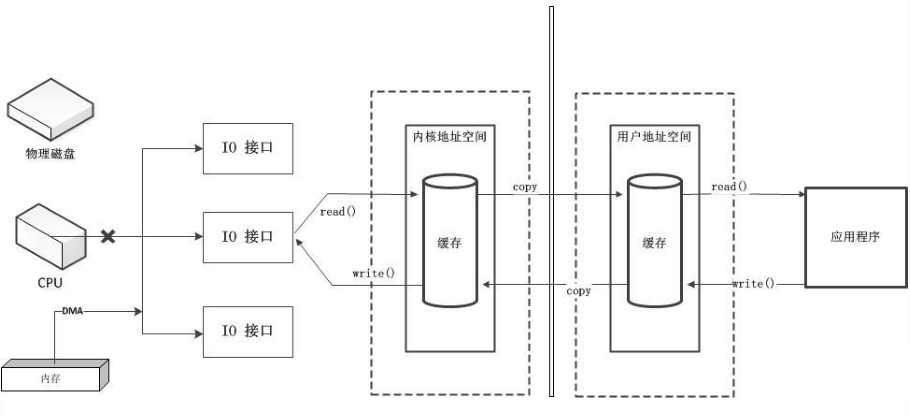 物理磁盘
CPU
DMA
内存
IO 接口
IO 接口
IO 接口
read()
write()
内核地址空间
缓存
copy
copy
用户地址空间
缓存
read()
write()
应用程序